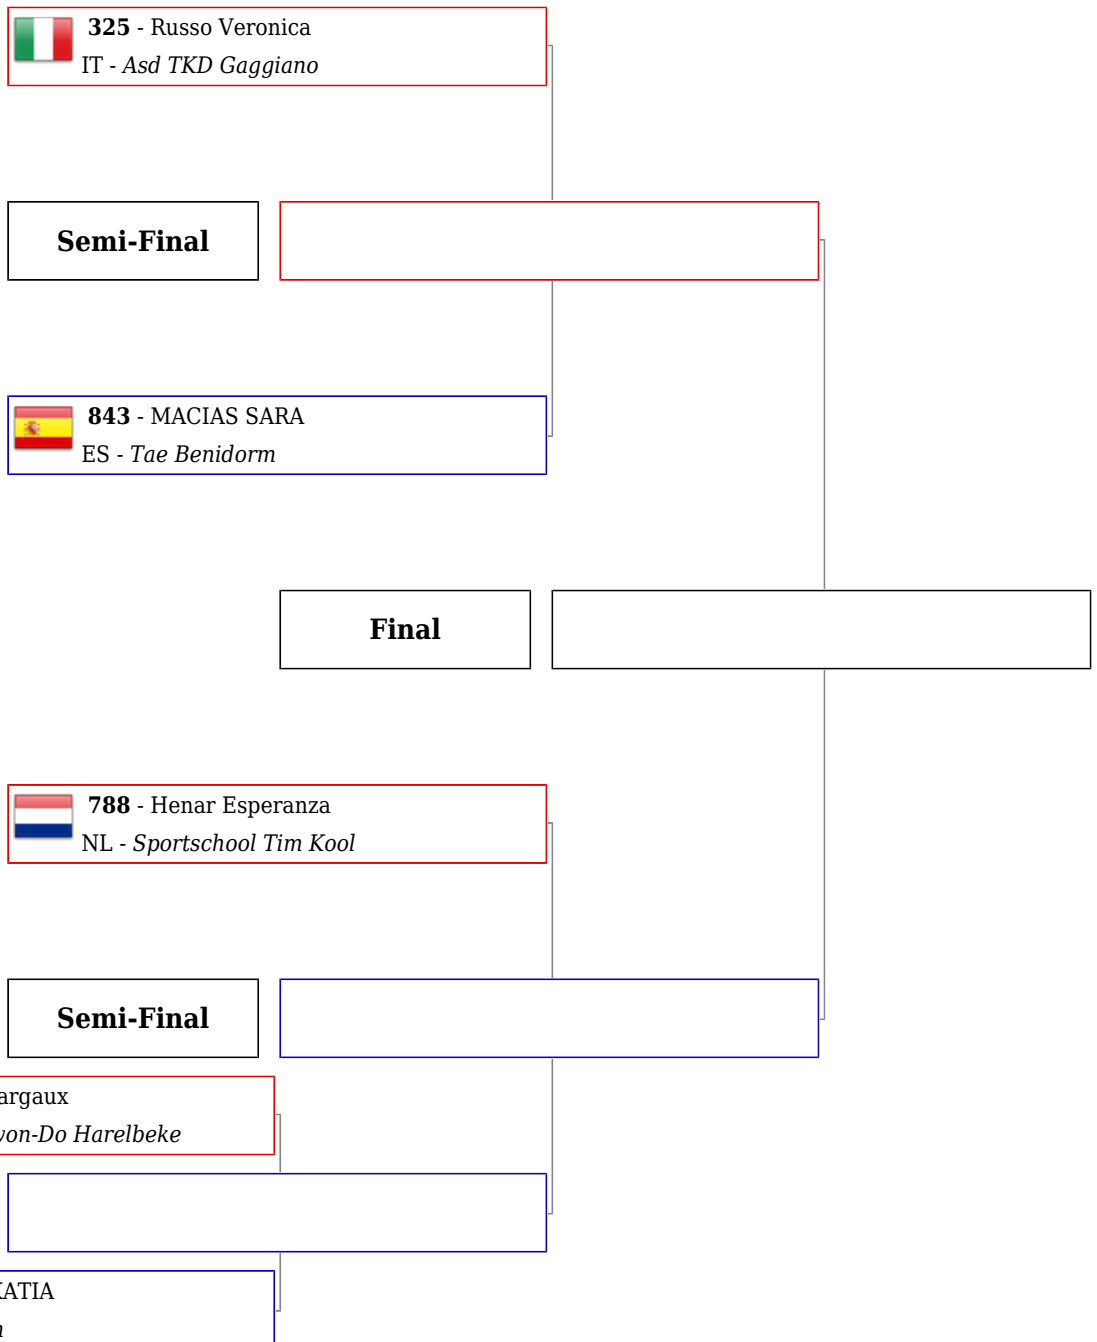 325 - Russo Veronica
IT - Asd TKD Gaggiano
Semi-Final
843 - MACIAS SARA
ES - Tae Benidorm
Final
788 - Henar Esperanza
NL - Sportschool Tim Kool
Semi-Final
argaux
von-Do Harelbeke
KATIA